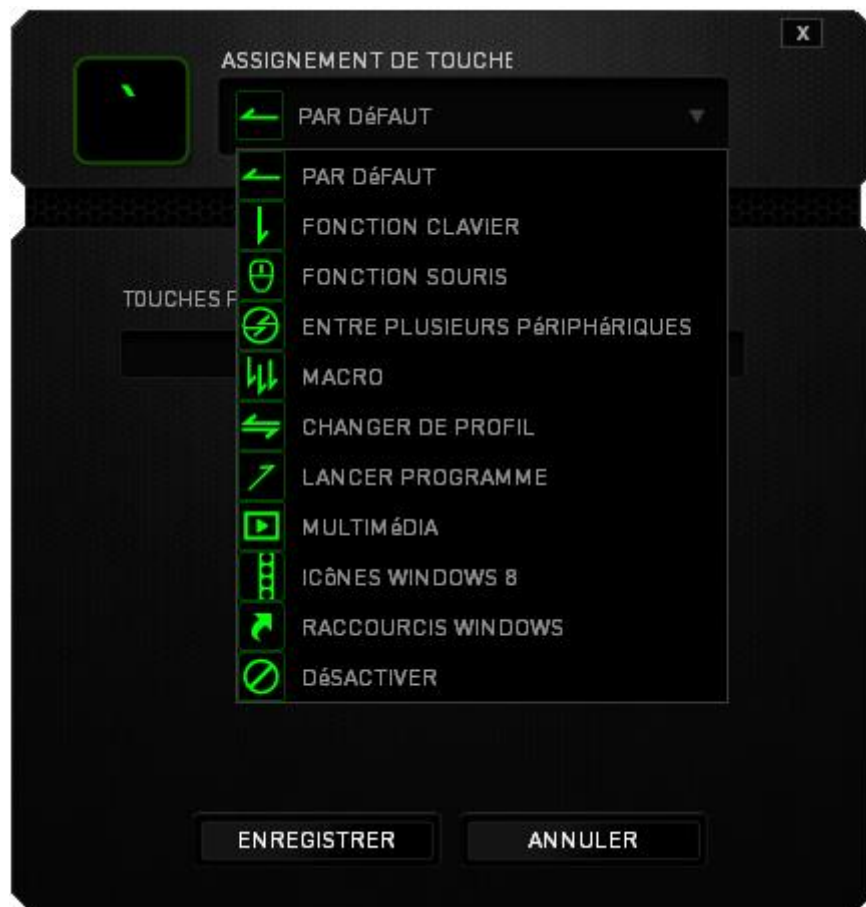 X
ASSIGNEMENT DE TOUCHE
`
PAR DéFAUT
PAR DéFAUT
FONCTION CLAVIER
FONCTION SOURIS
TOUCHES
ENTRE PLUSIEURS PéRIPHéRIQUES
MACRO
CHANGER DE PROFIL
LANCER PROGRAMME
MULTIMéDIA
ICôNES WINDOWS 8
RACCOURCIS WINDOWS
DéSACTIVER
ENREGISTRER
ANNULER